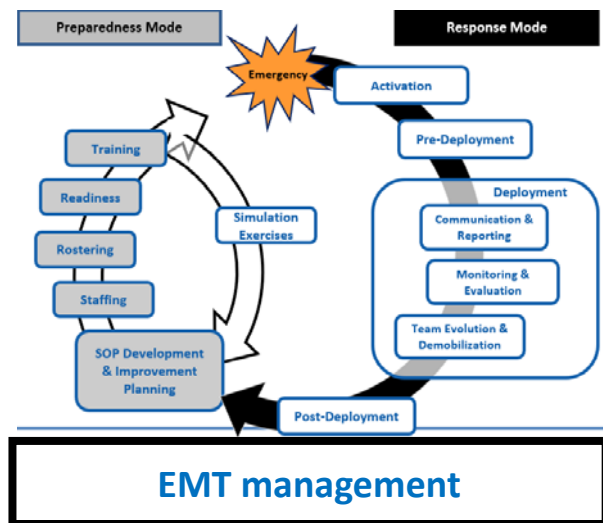 Preparedness Mode
Response Mode
Emergency
Activation
Pre-Deployment
Deployment
Communication &
Reporting
Monitoring &
Evaluation
Team Evolution &
Demobilization
Post-Deployment
Training
Readiness
Rostering
Staffing
SOP Development
& Improvement
Planning
Simulation
Exercises
EMT management